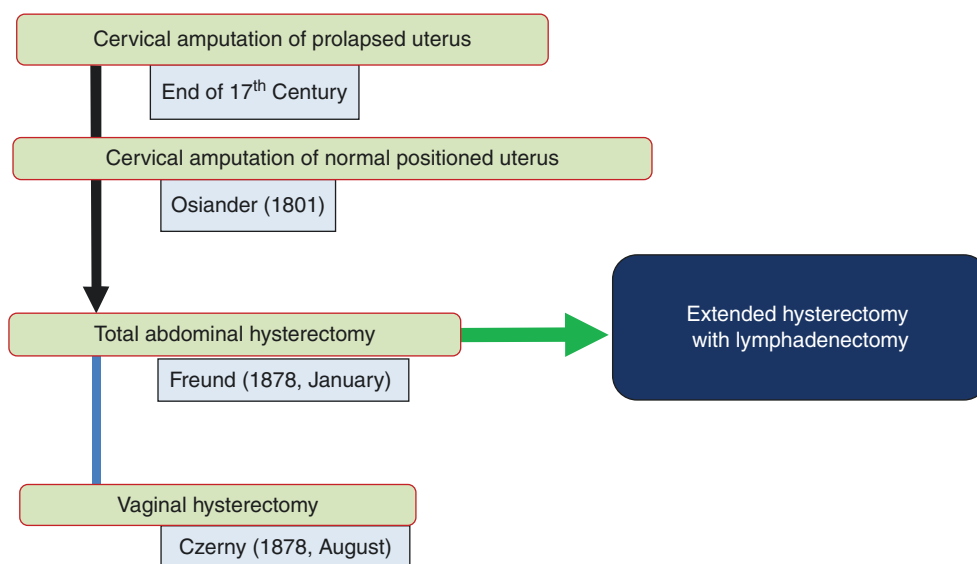 Cervical amputation of prolapsed uterus
End of 17th Century
Cervical amputation of normal positioned uterus
Osiander (1801)
Total abdominal hysterectomy
Freund (1878, January)
Extended hysterectomy
with lymphadenectomy
Vaginal hysterectomy
Czerny (1878, August)